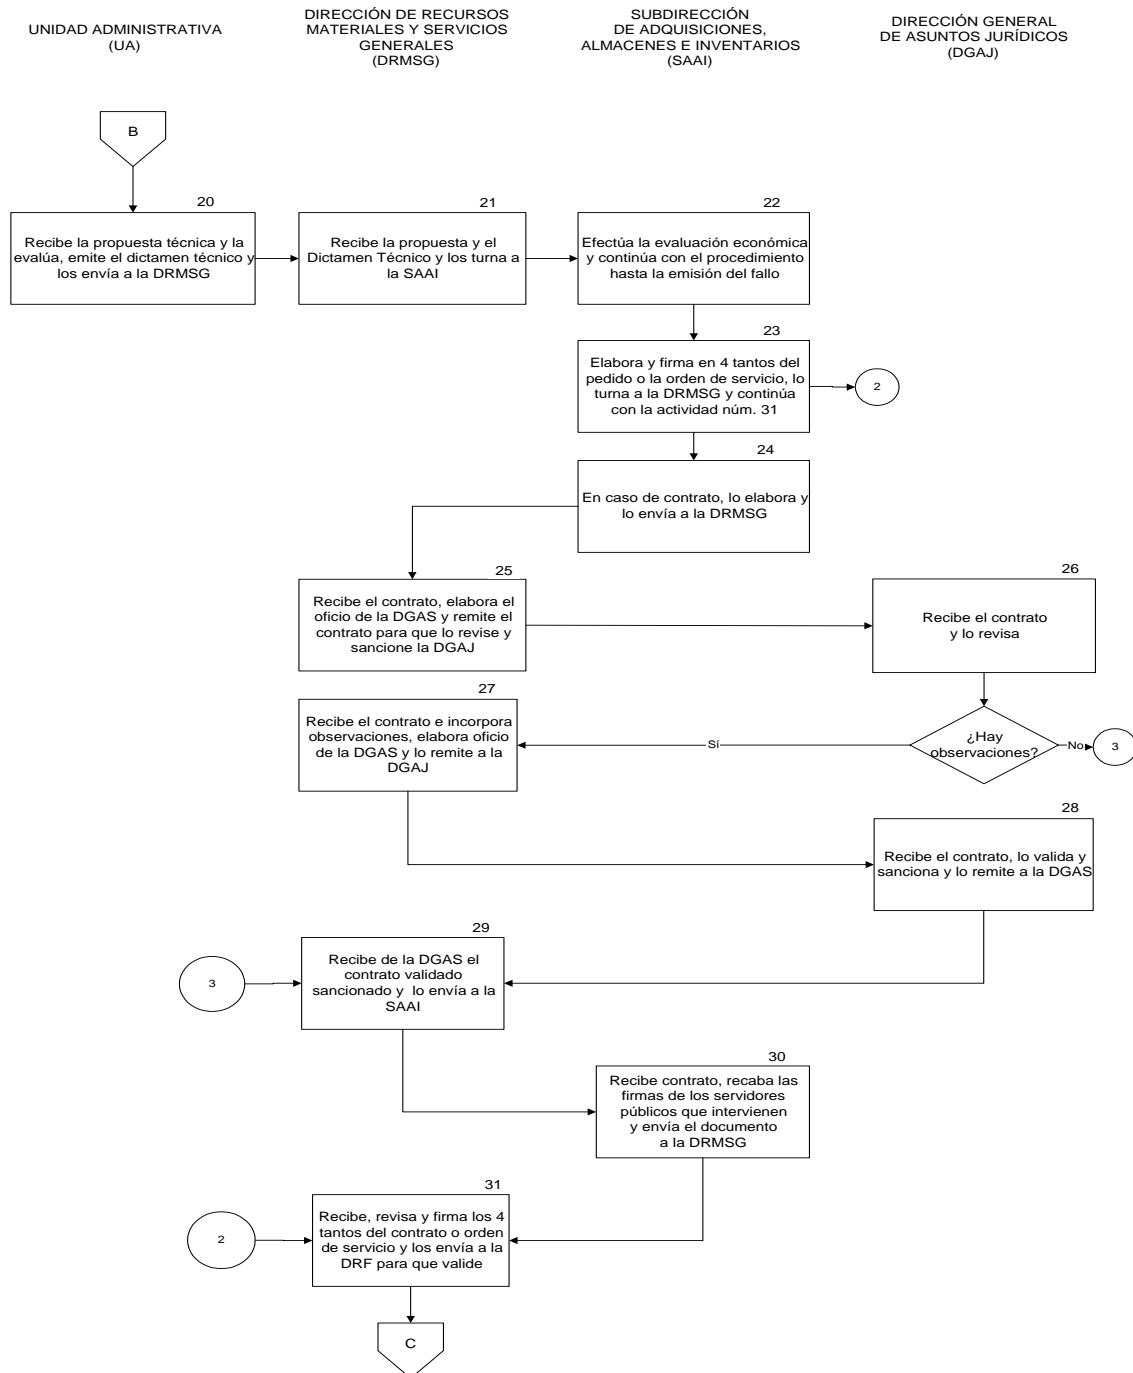 UNIDAD ADMINISTRATIVA
(UA)
DIRECCIÓN DE RECURSOS
MATERIALES Y SERVICIOS
GENERALES
(DRMSG)
SUBDIRECCIÓN
DE ADQUISICIONES,
ALMACENES E INVENTARIOS
(SAAI)
DIRECCIÓN GENERAL
DE ASUNTOS JURÍDICOS
(DGAJ)
B
20
Recibe la propuesta técnica y la
evalúa, emite el dictamen técnico y
los envía a la DRMSG
21
Recibe la propuesta y el
Dictamen Técnico y los turna a
la SAAI
22
Efectúa la evaluación económica
y continúa con el procedimiento
hasta la emisión del fallo
23
Elabora y firma en 4 tantos del
pedido o la orden de servicio, lo
turna a la DRMSG y continúa
con la actividad núm. 31
2
24
En caso de contrato, lo elabora y
lo envía a la DRMSG
25
Recibe el contrato, elabora el
oficio de la DGAS y remite el
contrato para que lo revise y
sancione la DGAJ
26
Recibe el contrato
y lo revisa
27
Recibe el contrato e incorpora
observaciones, elabora oficio
de la DGAS y lo remite a la
DGAJ
Sí
¿Hay
observaciones?
No
3
28
Recibe el contrato, lo valida y
sanciona y lo remite a la DGAS
29
3
Recibe de la DGAS el
contrato validado
sancionado y lo envía a la
SAAI
30
Recibe contrato, recaba las
firmas de los servidores
públicos que intervienen
y envía el documento
a la DRMSG
31
2
Recibe, revisa y firma los 4
tantos del contrato o orden
de servicio y los envía a la
DRF para que valide
C